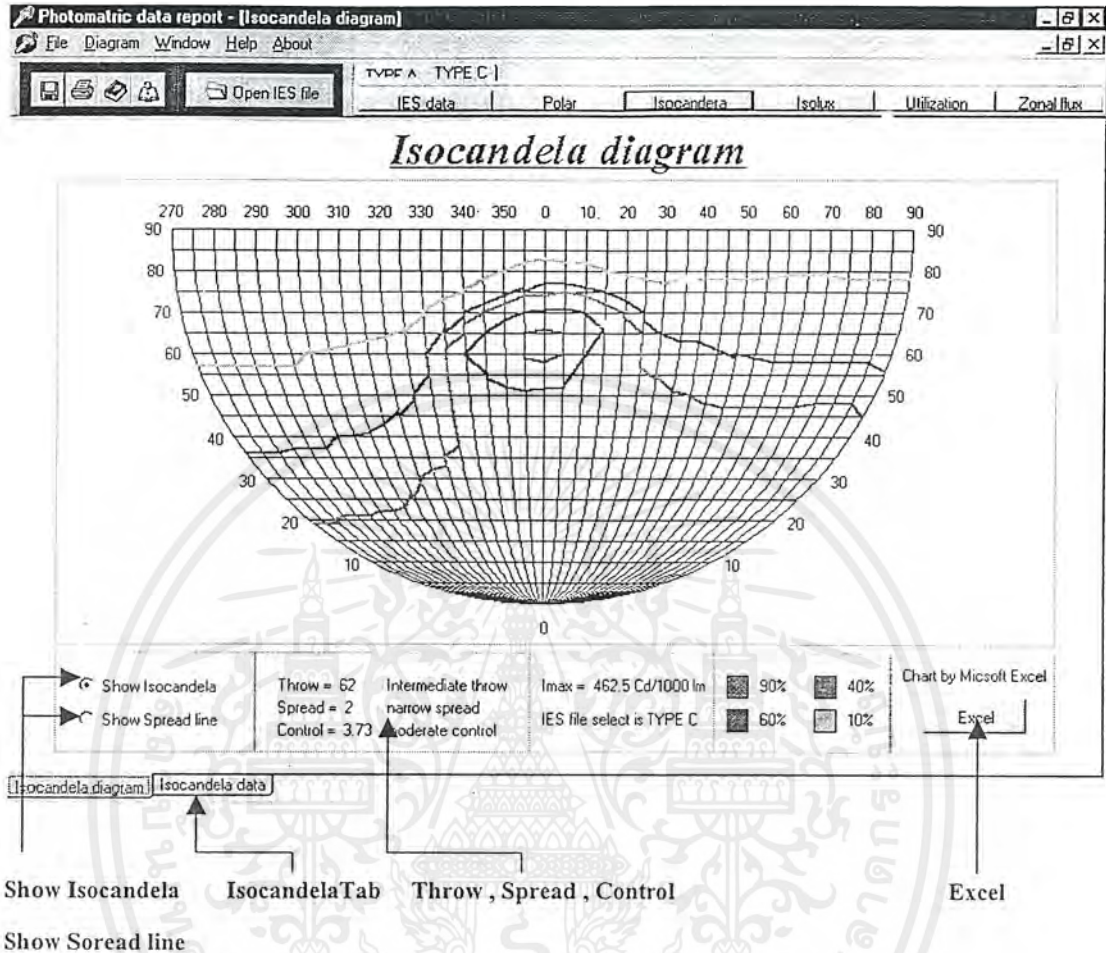 Photomatric data report - [Isocandela diagram]
File Diagram Window Help About
TYPE A TYPE C
Open IES file
IES data Polar Isocandera Isolux Utilization Zonal flux
Isocandela diagram
270 280 290 300 310 320 330 340 350 0 10 20 30 40 50 60 70 80 90
90 90
80 80
70 70
60 60
50 50
40 40
30 30
20 20
10 10
0
Show Isocandela
Show Spread line
Throw = 62 Intermediate throw
Spread = 2 narrow spread
Control = 3.73 moderate control
Imax = 462.5 Cd/1000 lm
IES file select is TYPE C
90% 40%
60% 10%
Chart by Micsoft Excel
Excel
Isocandela diagram Isocandela data
Show Isocandela IsocandelaTab Throw , Spread , Control Excel
Show Soread line